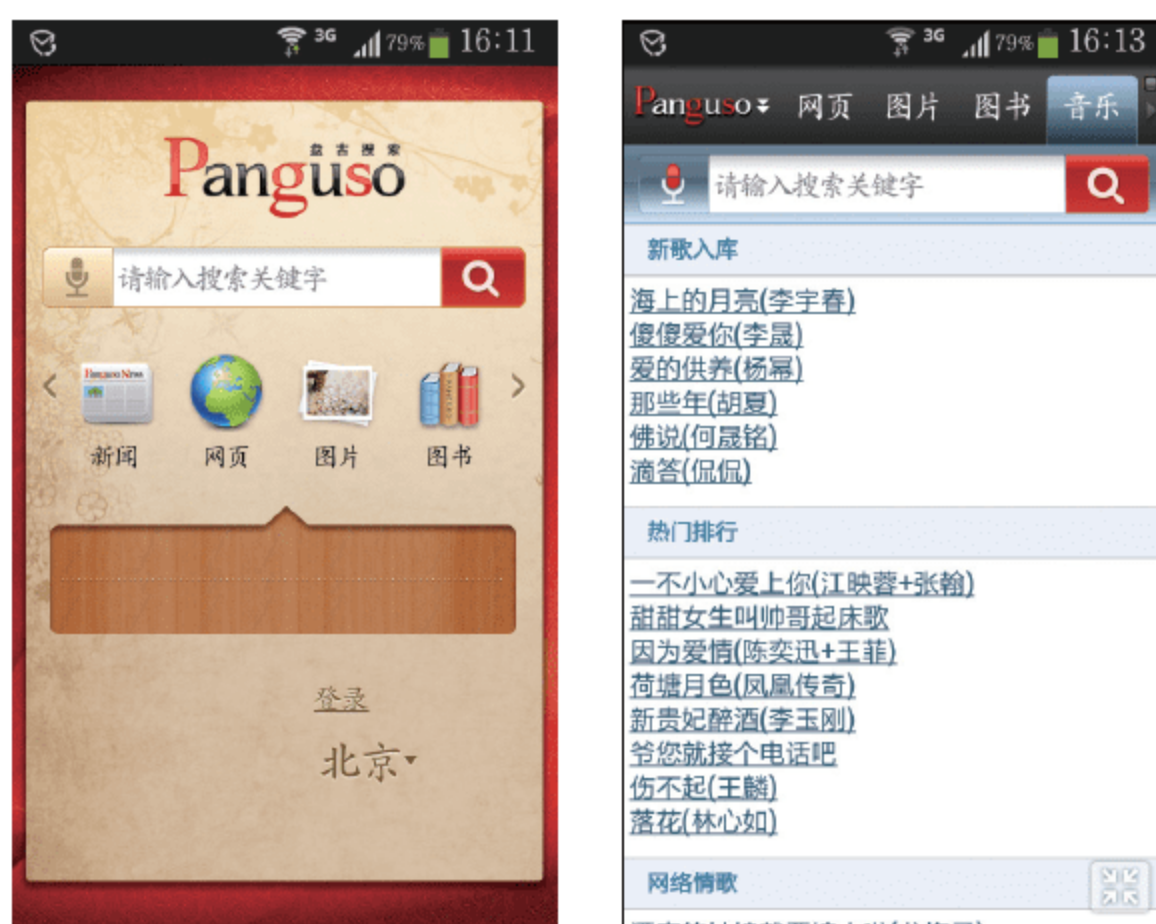 3G 79% 16:11
盘古搜索
Panguso
请输入搜索关键字
Panguso News
新闻 网页 图片 图书
登录
北京
3G 79% 16:13
Panguso 网页 图片 图书 音乐
请输入搜索关键字
新歌入库
海上的月亮(李宇春)
傻傻爱你(李晟)
爱的供养(杨幂)
那些年(胡夏)
佛说(何晟铭)
滴答(侃侃)
热门排行
一不小心爱上你(江映蓉+张翰)
甜甜女生叫帅哥起床歌
因为爱情(陈奕迅+王菲)
荷塘月色(凤凰传奇)
新贵妃醉酒(李玉刚)
爷您就接个电话吧
伤不起(王麟)
落花(林心如)
网络情歌